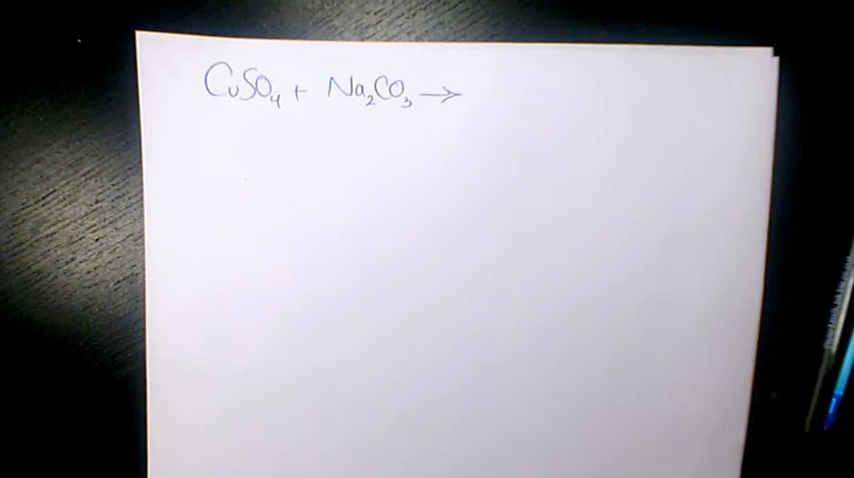 CuSO₄ + Na₂CO₃ →